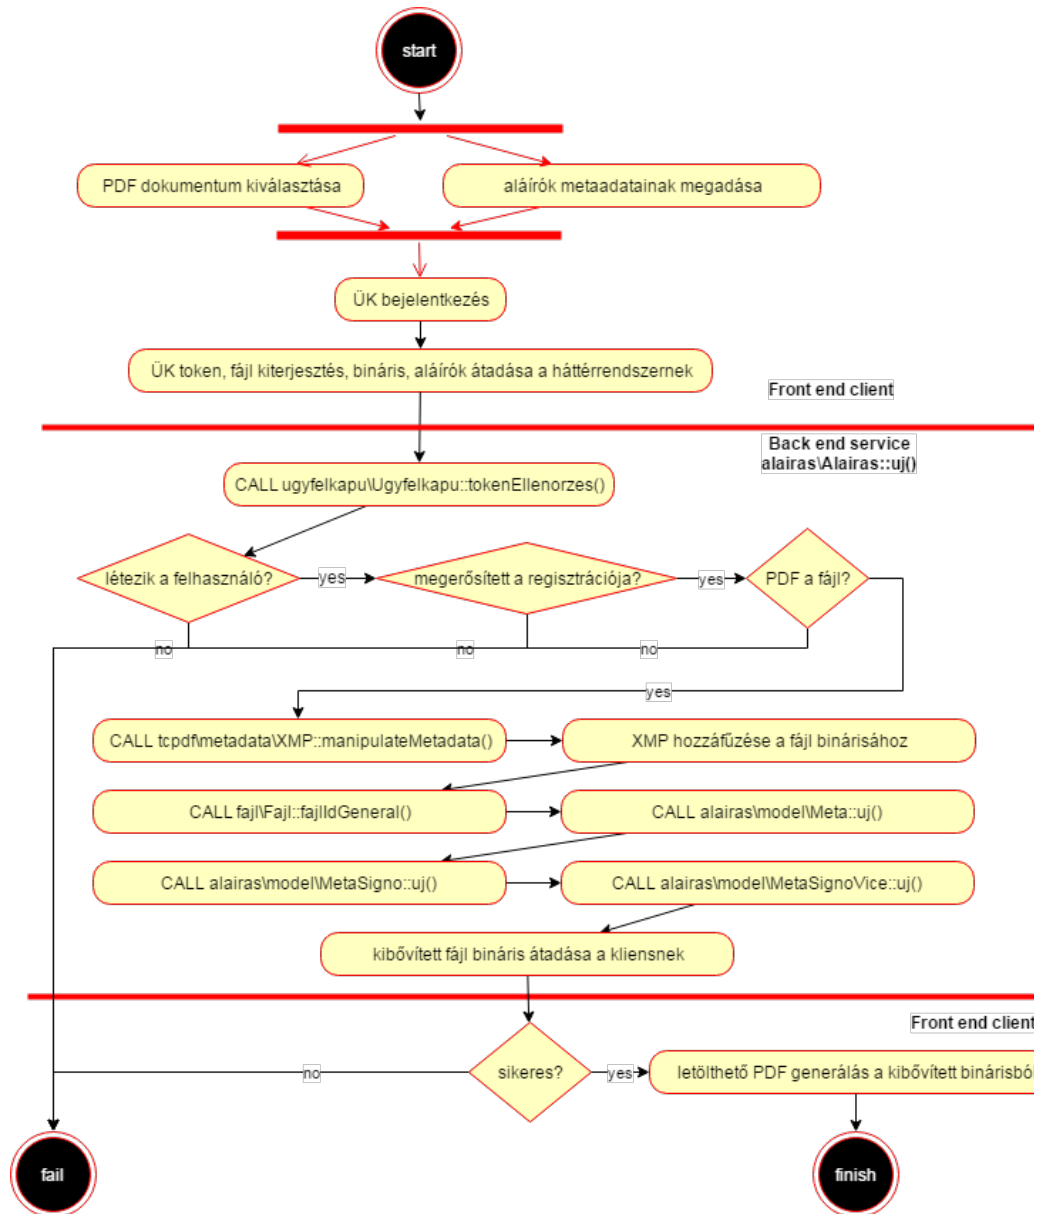 start
PDF dokumentum kiválasztása
aláírók metaadatainak megadása
ÜK bejelentkezés
ÜK token, fájl kiterjesztés, bináris, aláírók átadása a háttérrendszernek
Front end client
Back end service
alairas\Alairas::uj()
CALL ugyfelkapu\Ugyfelkapu::tokenEllenorzes()
létezik a felhasználó?
yes
megerősített a regisztrációja?
yes
PDF a fájl?
no
no
no
yes
CALL tcpdf\metadata\XMP::manipulateMetadata()
XMP hozzáfűzése a fájl binárisához
CALL fajl\Fajl::fajlIdGeneral()
CALL alairas\model\Meta::uj()
CALL alairas\model\MetaSigno::uj()
CALL alairas\model\MetaSignoVice::uj()
kibővített fájl bináris átadása a kliensnek
Front end client
no
sikeres?
yes
letölthető PDF generálás a kibővített binárisbó
fail
finish